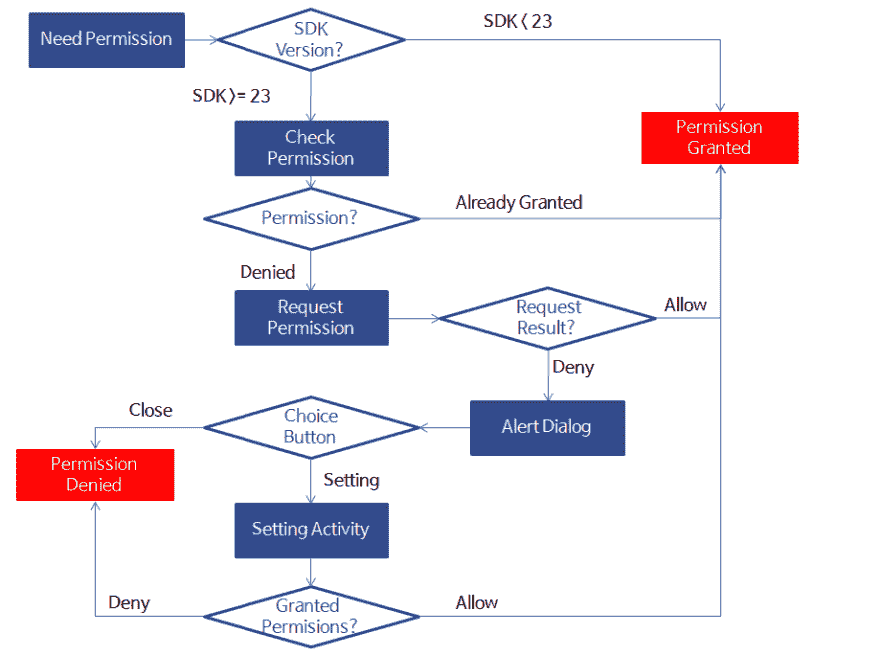 Need Permission
SDK
Version?
SDK < 23
SDK >= 23
Check
Permission
Permission
Granted
Permission?
Already Granted
Denied
Request
Permission
Request
Result?
Allow
Deny
Close
Choice
Button
Alert Dialog
Permission
Denied
Setting
Setting Activity
Deny
Granted
Permisions?
Allow